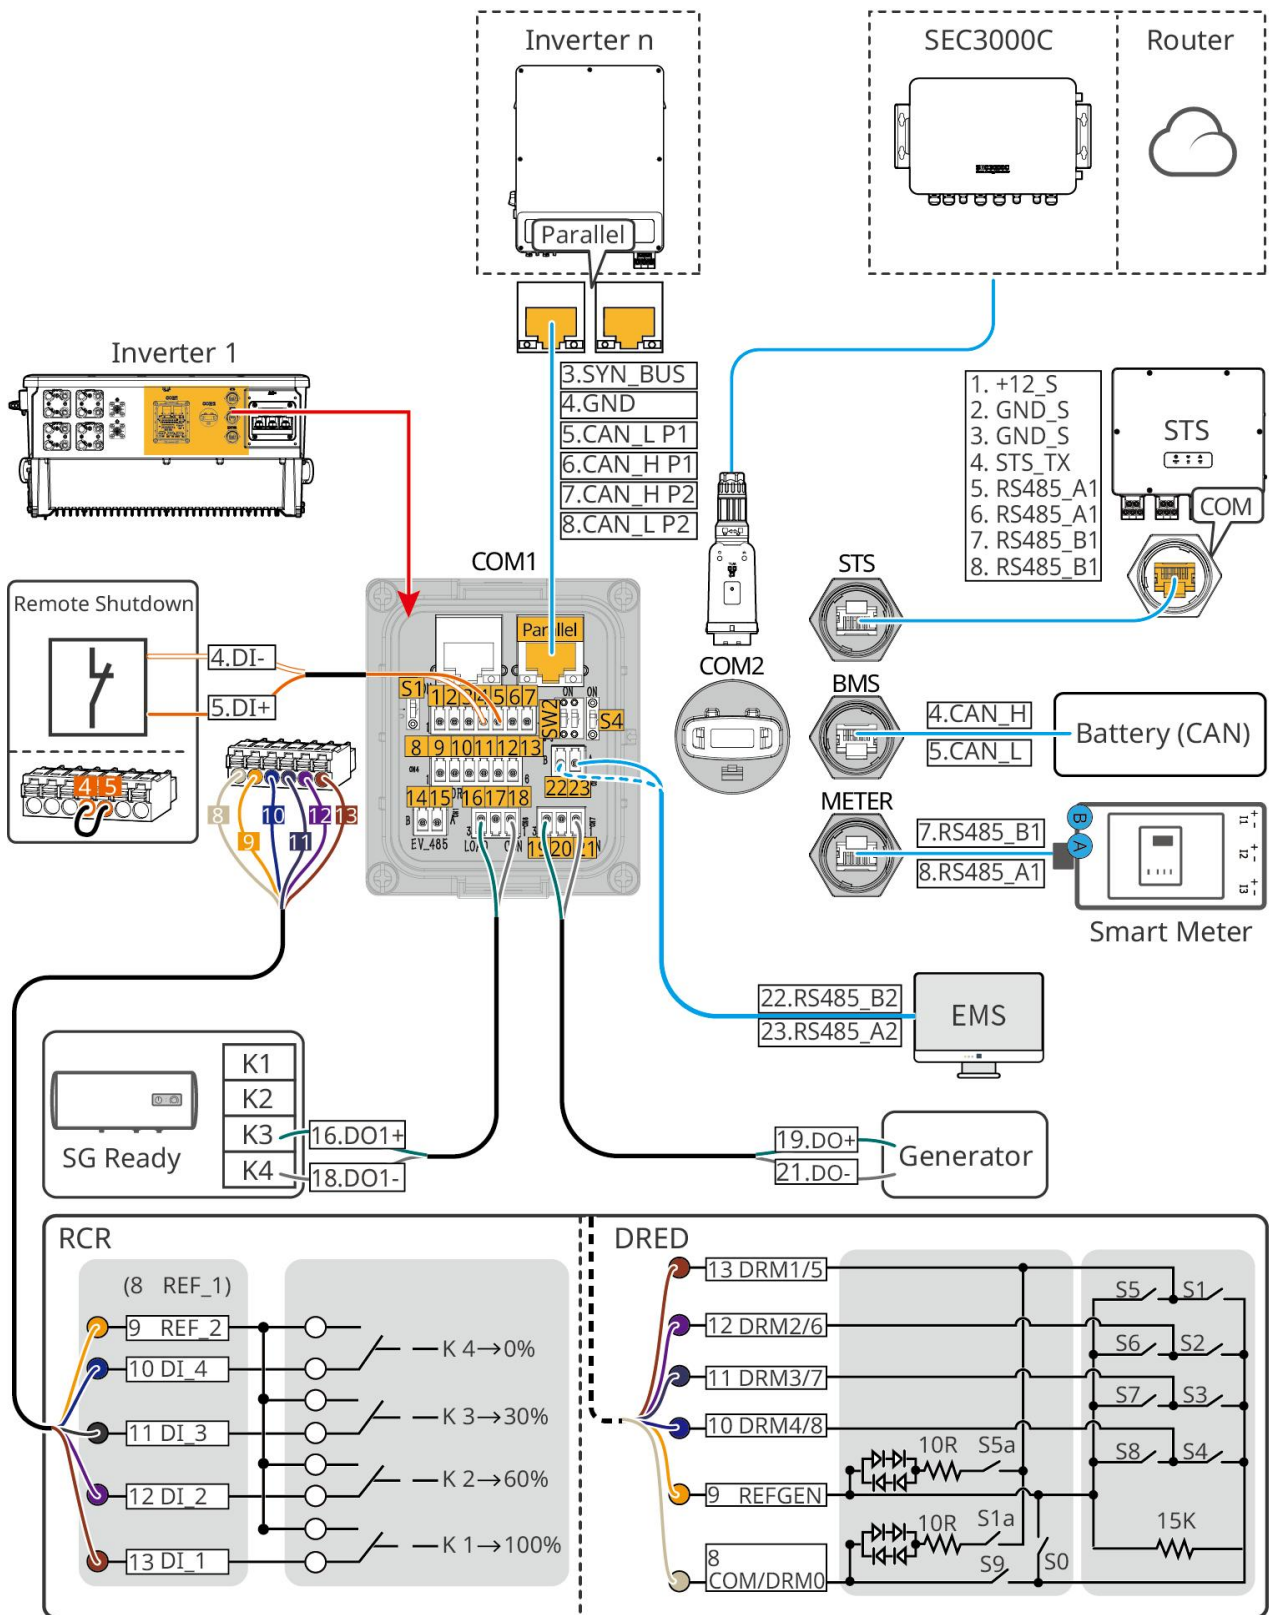 Inverter n
SEC3000C
Router
Parallel
Inverter 1
3.SYN_BUS
4.GND
5.CAN_L P1
6.CAN_H P1
7.CAN_H P2
8.CAN_L P2
1. +12_S
2. GND_S
3. GND_S
4. STS_TX
5. RS485_A1
6. RS485_A1
7. RS485_B1
8. RS485_B1
STS
COM
COM1
STS
Remote Shutdown
4.DI-
5.DI+
Parallel
ON ON
S1
1 2 3 4 5 6 7
SW2
S4
8 9 10 11 12 13
22 23
14 15
16 17 18
19 20 21
EV_485
COM2
BMS
4.CAN_H
5.CAN_L
Battery (CAN)
METER
7.RS485_B1
8.RS485_A1
B
A
I1
I2
I3
+ -
+ -
+ -
Smart Meter
4 5
8 9 10 11 12 13
22.RS485_B2
23.RS485_A2
EMS
K1
K2
K3
K4
SG Ready
16.DO1+
18.DO1-
19.DO+
21.DO-
Generator
RCR
(8 REF_1)
9 REF_2
10 DI_4
11 DI_3
12 DI_2
13 DI_1
K 4→0%
K 3→30%
K 2→60%
K 1→100%
DRED
13 DRM1/5
12 DRM2/6
11 DRM3/7
10 DRM4/8
9 REFGEN
8
COM/DRM0
10R
S5a
10R
S1a
S9
S0
S5
S1
S6
S2
S7
S3
S8
S4
15K